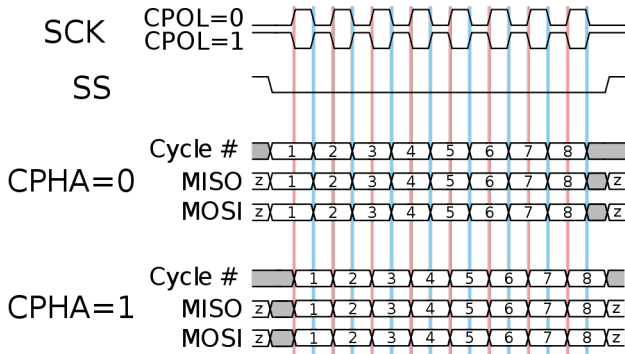 SCK CPOL=0
CPOL=1
SS
Cycle # 1 2 3 4 5 6 7 8
CPHA=0 MISO z 1 2 3 4 5 6 7 8 z
MOSI z 1 2 3 4 5 6 7 8 z
Cycle # 1 2 3 4 5 6 7 8
CPHA=1 MISO z 1 2 3 4 5 6 7 8 z
MOSI z 1 2 3 4 5 6 7 8 z